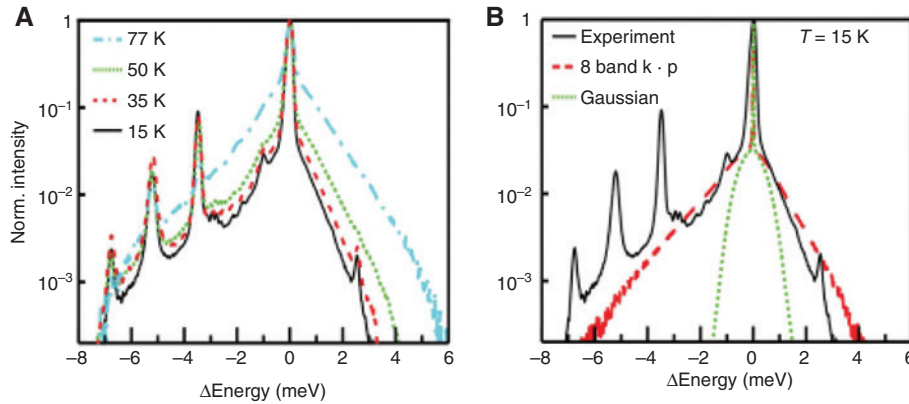 A
77 K
50 K
35 K
15 K
Norm. intensity
1
10⁻¹
10⁻²
10⁻³
−8 −6 −4 −2 0 2 4 6
ΔEnergy (meV)
B
Experiment
8 band k · p
Gaussian
T = 15 K
1
10⁻¹
10⁻²
10⁻³
−8 −6 −4 −2 0 2 4 6
ΔEnergy (meV)